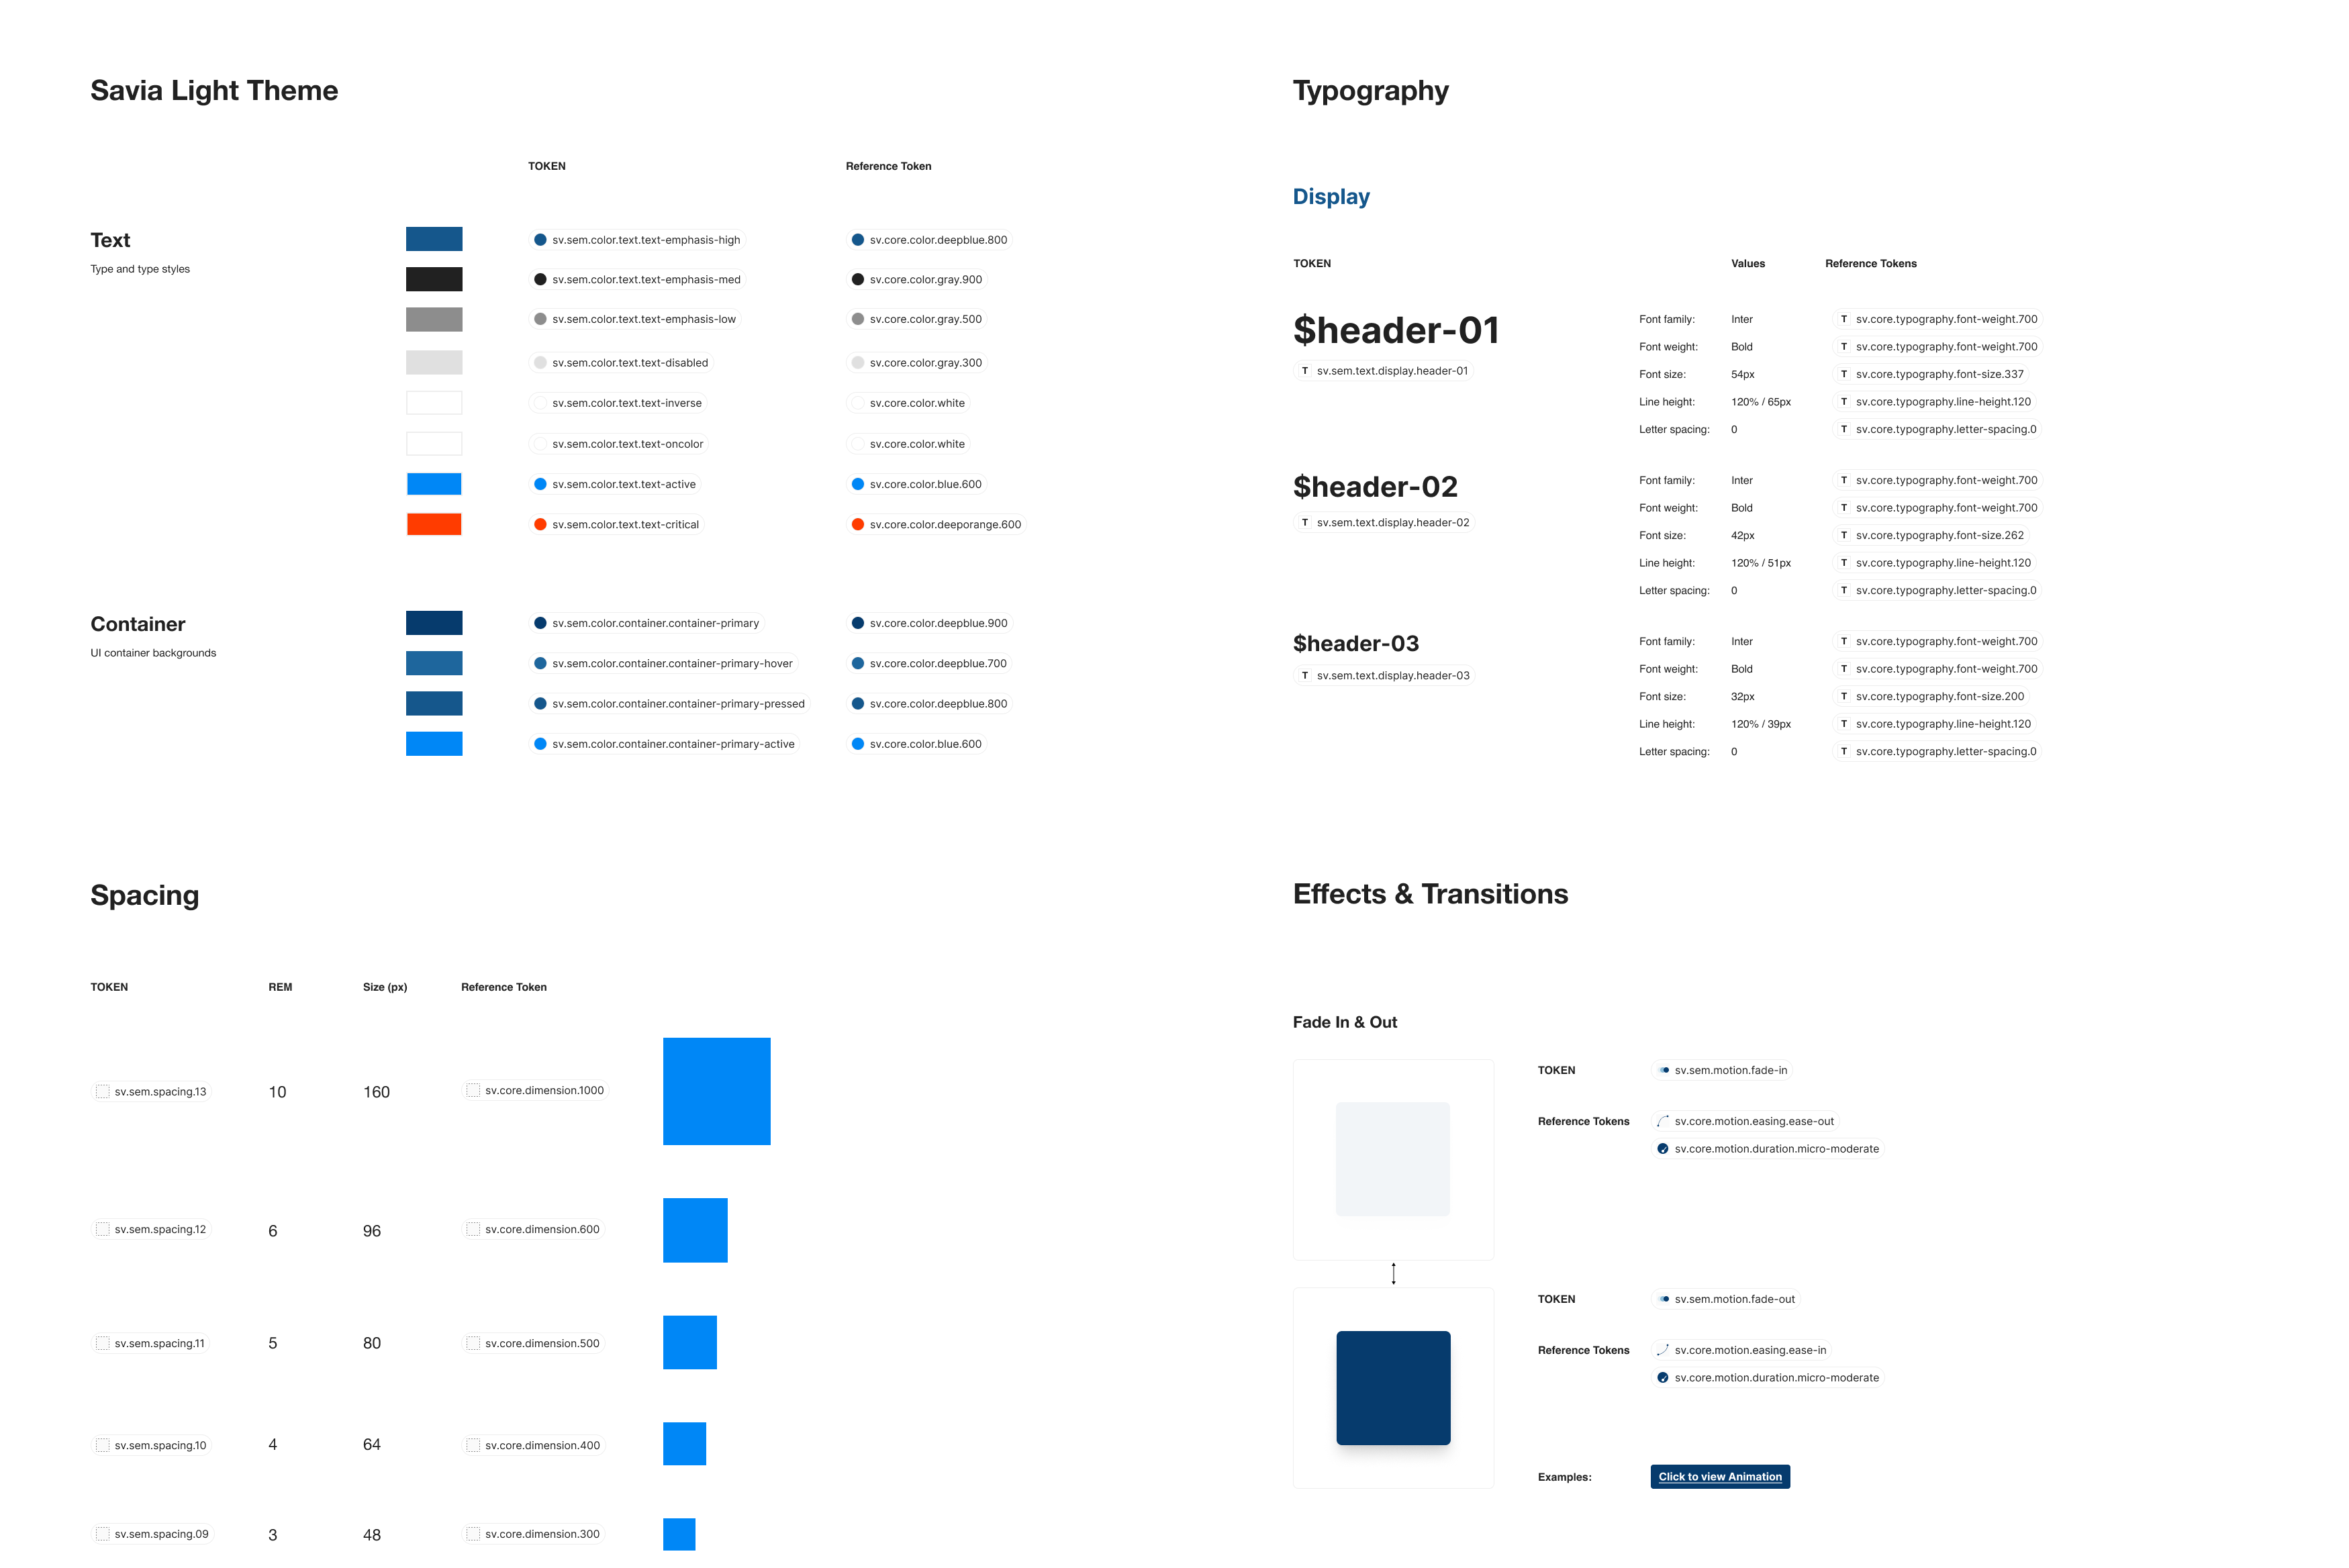 Savia Light Theme
TOKEN
Reference Token
Text
Type and type styles
sv.sem.color.text.text-emphasis-high
sv.core.color.deepblue.800
sv.sem.color.text.text-emphasis-med
sv.core.color.gray.900
sv.sem.color.text.text-emphasis-low
sv.core.color.gray.500
sv.sem.color.text.text-disabled
sv.core.color.gray.300
sv.sem.color.text.text-inverse
sv.core.color.white
sv.sem.color.text.text-oncolor
sv.core.color.white
sv.sem.color.text.text-active
sv.core.color.blue.600
sv.sem.color.text.text-critical
sv.core.color.deeporange.600
Container
UI container backgrounds
sv.sem.color.container.container-primary
sv.core.color.deepblue.900
sv.sem.color.container.container-primary-hover
sv.core.color.deepblue.700
sv.sem.color.container.container-primary-pressed
sv.core.color.deepblue.800
sv.sem.color.container.container-primary-active
sv.core.color.blue.600
Typography
Display
TOKEN
Values
Reference Tokens
$header-01
T sv.sem.text.display.header-01
Font family: Inter T sv.core.typography.font-weight.700
Font weight: Bold T sv.core.typography.font-weight.700
Font size: 54px T sv.core.typography.font-size.337
Line height: 120% / 65px T sv.core.typography.line-height.120
Letter spacing: 0 T sv.core.typography.letter-spacing.0
$header-02
T sv.sem.text.display.header-02
Font family: Inter T sv.core.typography.font-weight.700
Font weight: Bold T sv.core.typography.font-weight.700
Font size: 42px T sv.core.typography.font-size.262
Line height: 120% / 51px T sv.core.typography.line-height.120
Letter spacing: 0 T sv.core.typography.letter-spacing.0
$header-03
T sv.sem.text.display.header-03
Font family: Inter T sv.core.typography.font-weight.700
Font weight: Bold T sv.core.typography.font-weight.700
Font size: 32px T sv.core.typography.font-size.200
Line height: 120% / 39px T sv.core.typography.line-height.120
Letter spacing: 0 T sv.core.typography.letter-spacing.0
Spacing
TOKEN REM Size (px) Reference Token
sv.sem.spacing.13 10 160 sv.core.dimension.1000
sv.sem.spacing.12 6 96 sv.core.dimension.600
sv.sem.spacing.11 5 80 sv.core.dimension.500
sv.sem.spacing.10 4 64 sv.core.dimension.400
sv.sem.spacing.09 3 48 sv.core.dimension.300
Effects & Transitions
Fade In & Out
TOKEN sv.sem.motion.fade-in
Reference Tokens sv.core.motion.easing.ease-out
sv.core.motion.duration.micro-moderate
TOKEN sv.sem.motion.fade-out
Reference Tokens sv.core.motion.easing.ease-in
sv.core.motion.duration.micro-moderate
Examples: Click to view Animation